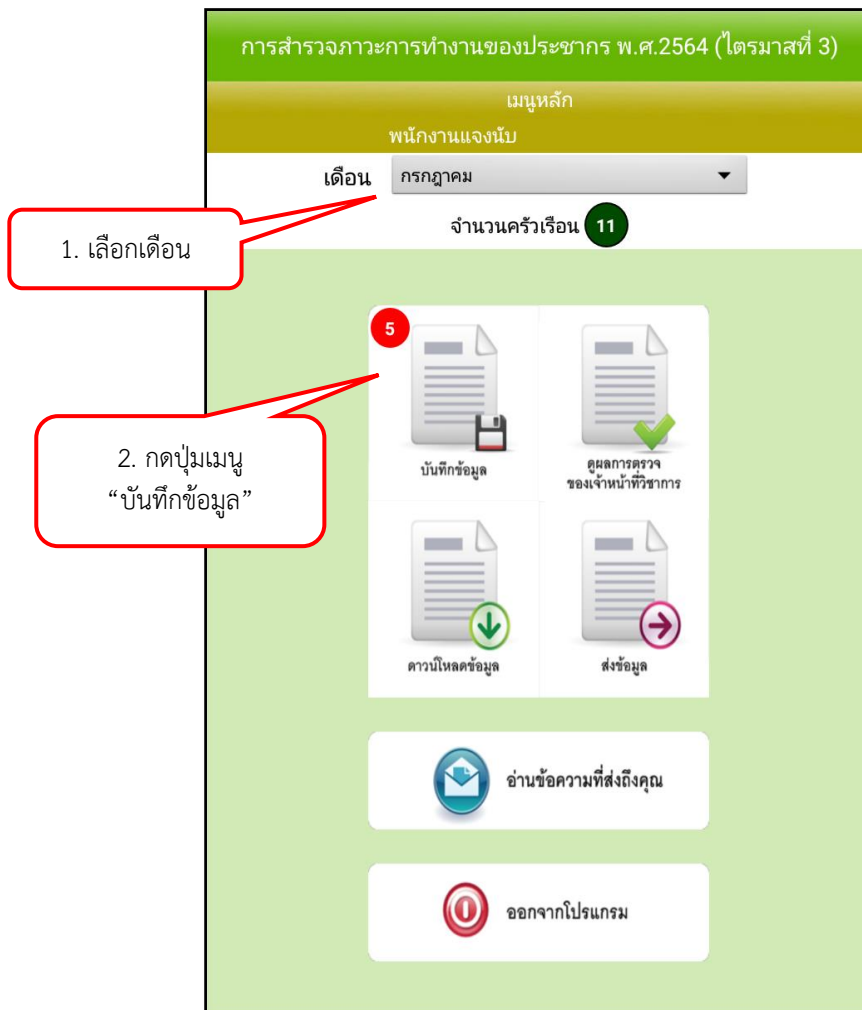 การสำรวจภาวะการทำงานของประชากร พ.ศ.2564 (ไตรมาสที่ 3)
เมนูหลัก
พนักงานแจงนับ
เดือน กรกฎาคม
1. เลือกเดือน
จำนวนครัวเรือน 11
5
2. กดปุ่มเมนู
“บันทึกข้อมูล”
บันทึกข้อมูล
ดูผลการตรวจ
ของเจ้าหน้าที่วิชาการ
ดาวน์โหลดข้อมูล
ส่งข้อมูล
อ่านข้อความที่ส่งถึงคุณ
ออกจากโปรแกรม